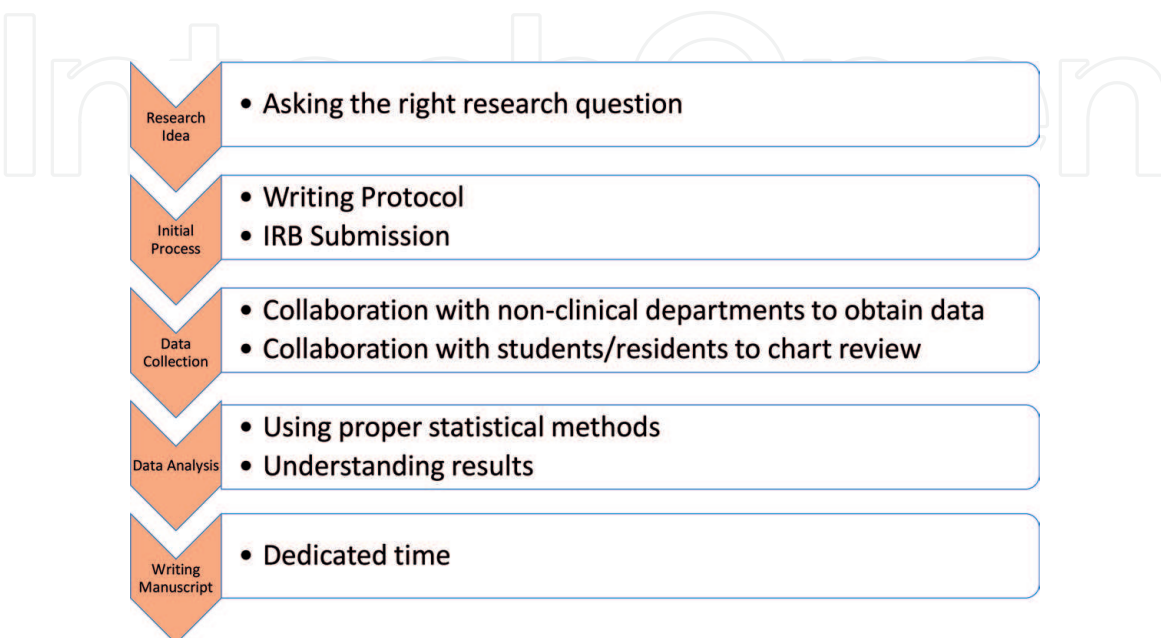 IntechOpen
Research
Idea
• Asking the right research question
Initial
Process
• Writing Protocol
• IRB Submission
Data
Collection
• Collaboration with non-clinical departments to obtain data
• Collaboration with students/residents to chart review
Data Analysis
• Using proper statistical methods
• Understanding results
Writing
Manuscript
• Dedicated time